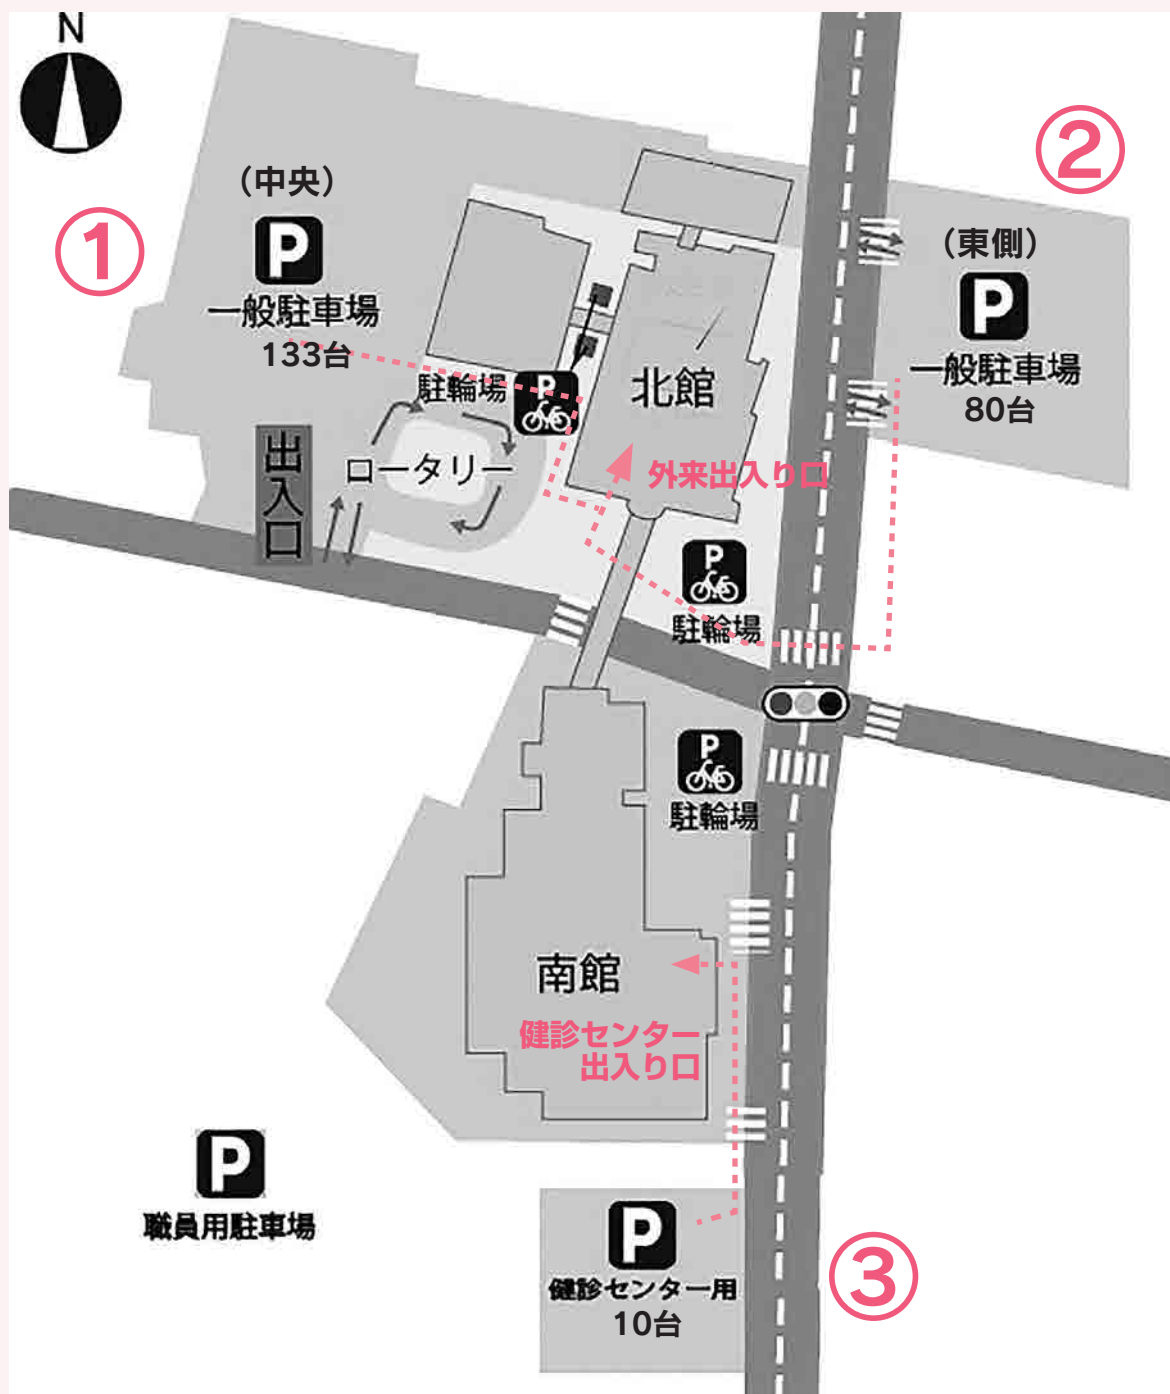 N
①
（中央）
P
一般駐車場
133台
②
（東側）
P
一般駐車場
80台
駐輪場
P
北館
ロータリー
外来出入り口
出入口
P
駐輪場
P
駐輪場
南館
健診センター
出入り口
P
職員用駐車場
P
健診センター用
10台
③